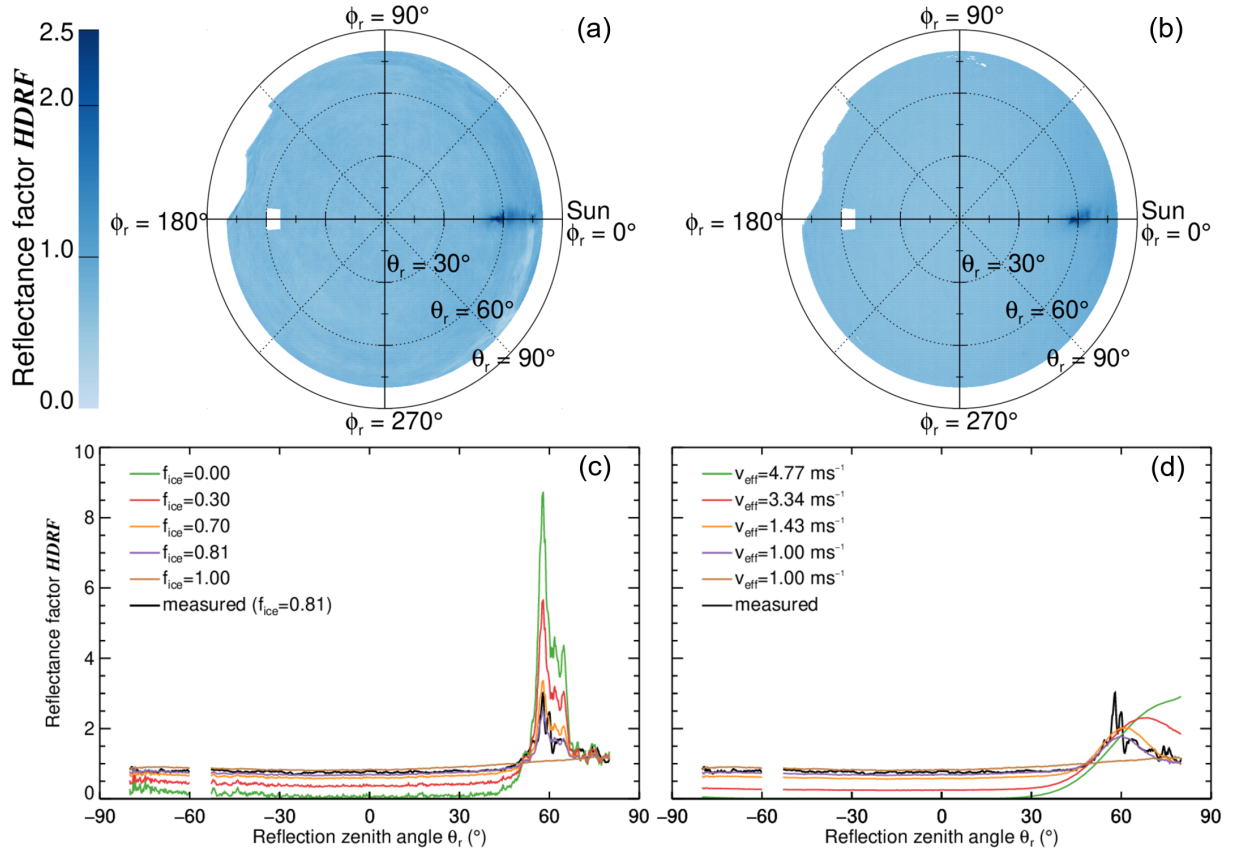 φr = 90°
(a)
2.5
2.0
1.0
0.0
Reflectance factor HDRF
φr = 180°
Sun
φr = 0°
θr = 30°
θr = 60°
θr = 90°
φr = 270°
φr = 90°
(b)
φr = 180°
Sun
φr = 0°
θr = 30°
θr = 60°
θr = 90°
φr = 270°
(c)
10
8
6
4
2
0
Reflectance factor HDRF
fice=0.00
fice=0.30
fice=0.70
fice=0.81
fice=1.00
measured (fice=0.81)
−90 −60 −30 0 30 60 90
Reflection zenith angle θr (°)
(d)
veff=4.77 ms⁻¹
veff=3.34 ms⁻¹
veff=1.43 ms⁻¹
veff=1.00 ms⁻¹
veff=1.00 ms⁻¹
measured
−90 −60 −30 0 30 60 90
Reflection zenith angle θr (°)